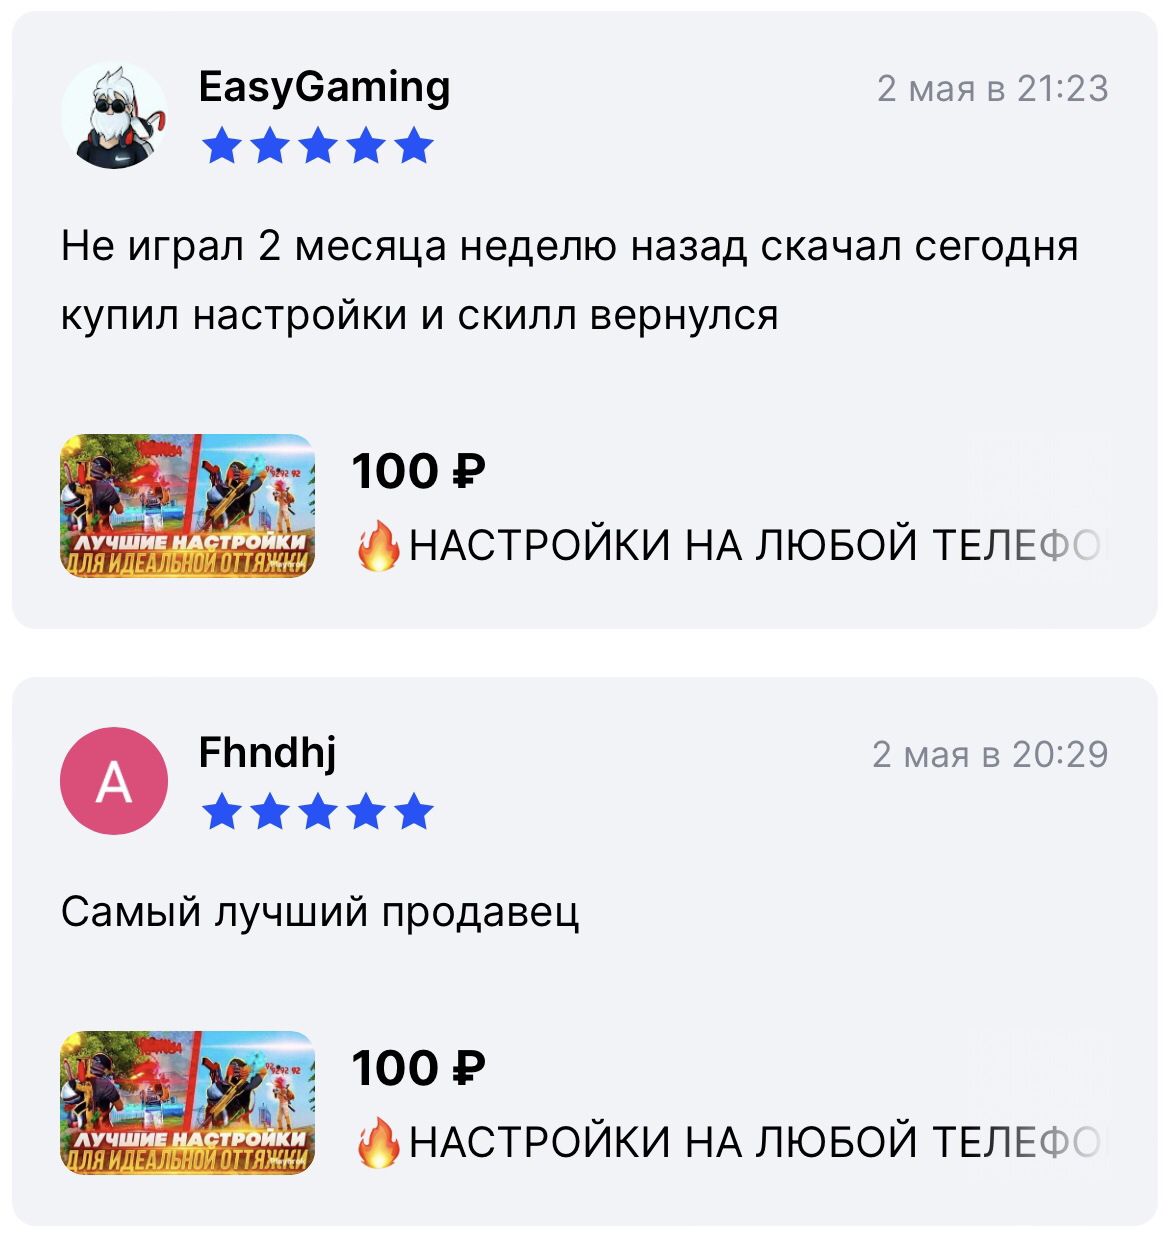 EasyGaming
2 мая в 21:23
Не играл 2 месяца неделю назад скачал сегодня
купил настройки и скилл вернулся
ЛУЧШИЕ НАСТРОЙКИ
ДЛЯ ИДЕАЛЬНОЙ ОТТЯЖКИ
100 ₽
🔥НАСТРОЙКИ НА ЛЮБОЙ ТЕЛЕФО
A
Fhndhj
2 мая в 20:29
Самый лучший продавец
ЛУЧШИЕ НАСТРОЙКИ
ДЛЯ ИДЕАЛЬНОЙ ОТТЯЖКИ
100 ₽
🔥НАСТРОЙКИ НА ЛЮБОЙ ТЕЛЕФО